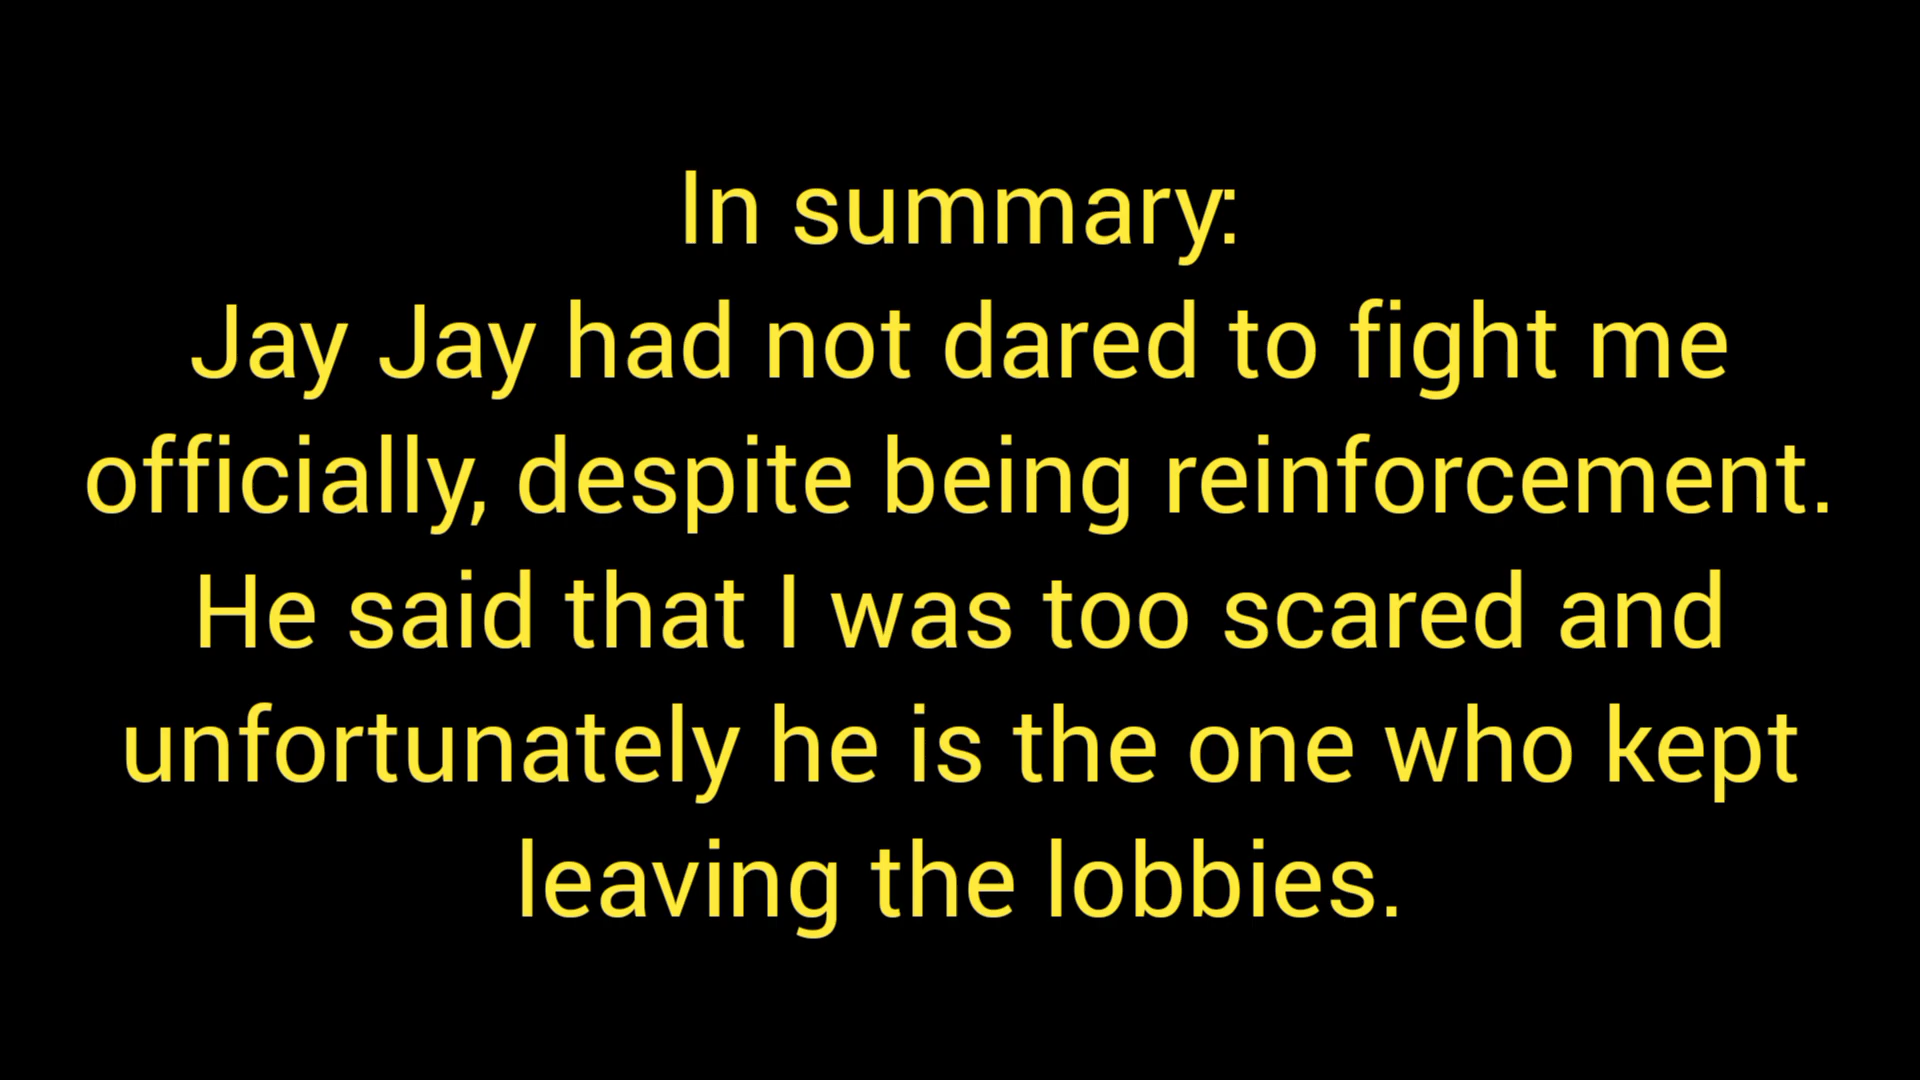 In summary:
Jay Jay had not dared to fight me
officially, despite being reinforcement.
He said that I was too scared and
unfortunately he is the one who kept
leaving the lobbies.